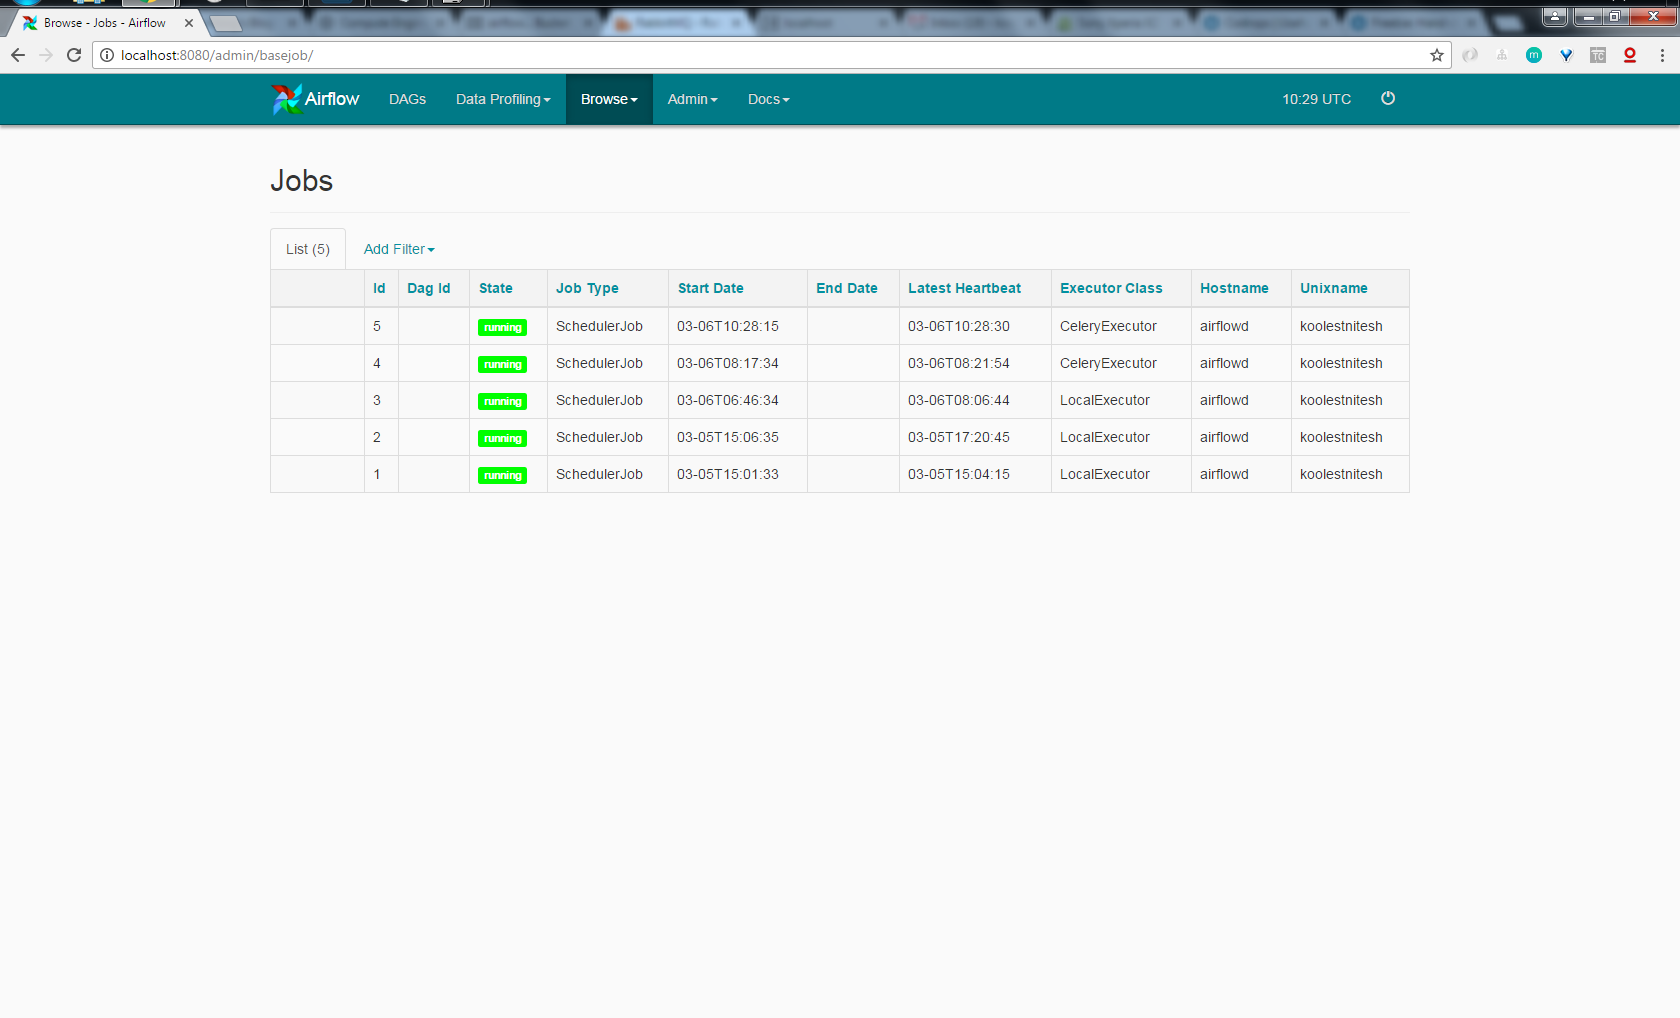 Browse - Jobs - Airflow
localhost:8080/admin/basejob/
m
TC
Airflow DAGs Data Profiling Browse Admin Docs 10:29 UTC
Jobs
List (5) Add Filter
Id Dag Id State Job Type Start Date End Date Latest Heartbeat Executor Class Hostname Unixname
5 running SchedulerJob 03-06T10:28:15 03-06T10:28:30 CeleryExecutor airflowd koolestnitesh
4 running SchedulerJob 03-06T08:17:34 03-06T08:21:54 CeleryExecutor airflowd koolestnitesh
3 running SchedulerJob 03-06T06:46:34 03-06T08:06:44 LocalExecutor airflowd koolestnitesh
2 running SchedulerJob 03-05T15:06:35 03-05T17:20:45 LocalExecutor airflowd koolestnitesh
1 running SchedulerJob 03-05T15:01:33 03-05T15:04:15 LocalExecutor airflowd koolestnitesh